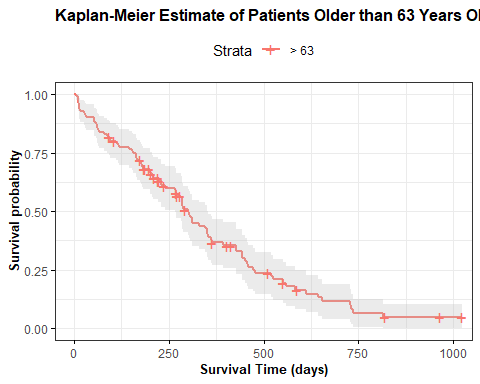 Kaplan-Meier Estimate of Patients Older than 63 Years Ol
Strata > 63
1.00
0.75
0.50
0.25
0.00
Survival probability
0 250 500 750 1000
Survival Time (days)